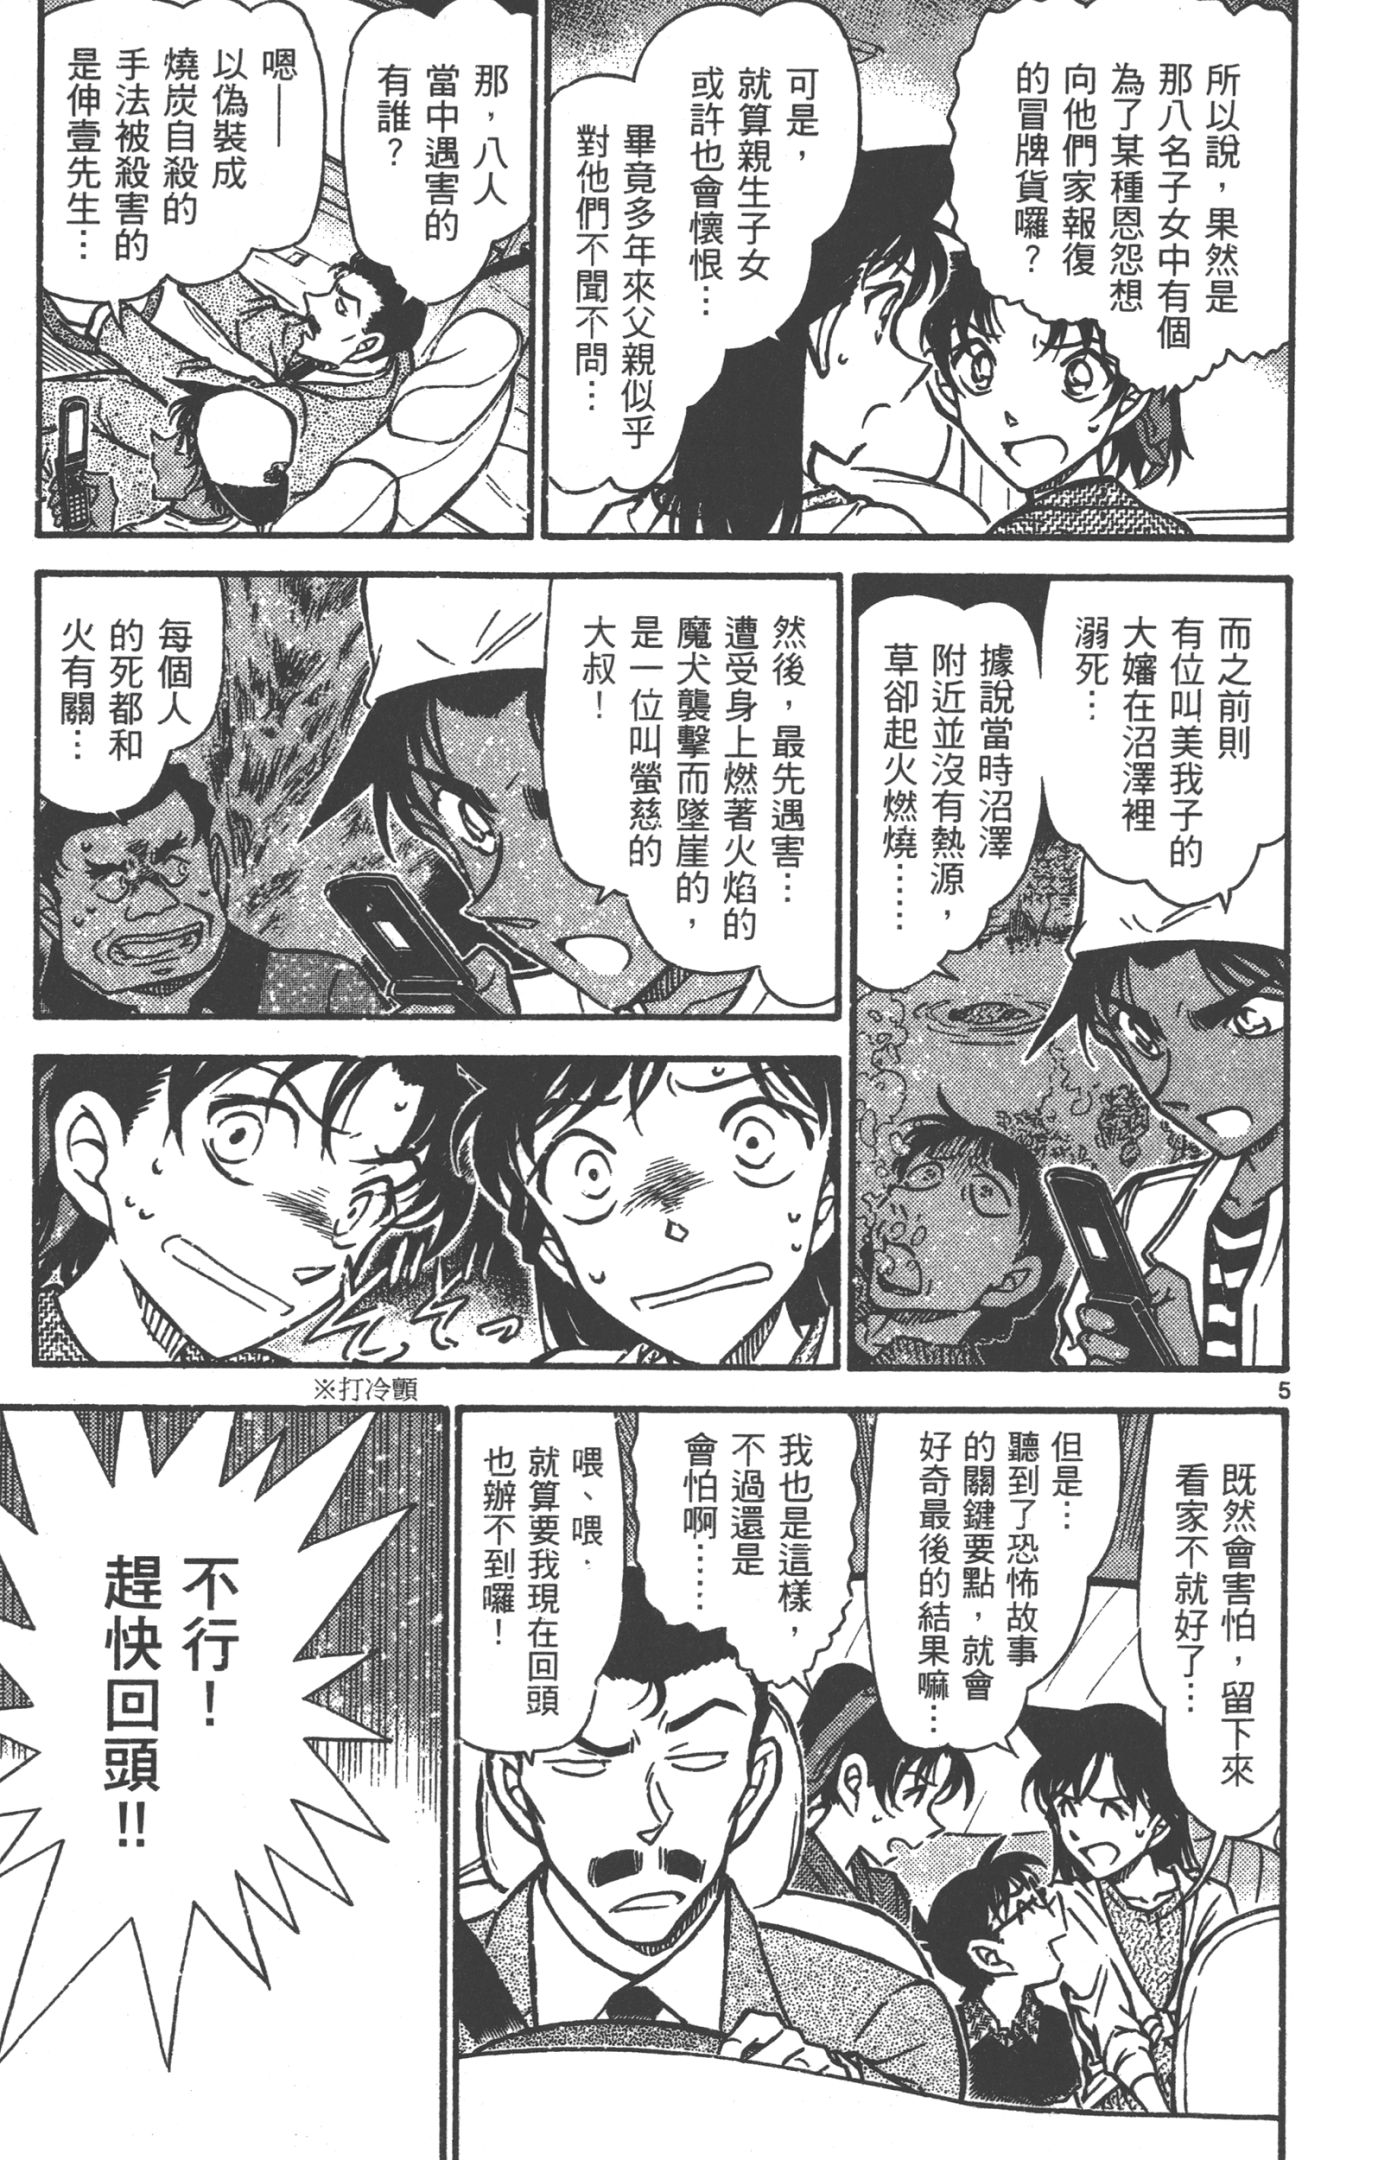 所以說，果然是
那八名子女中有個
為了某種恩怨想
向他們家報復
的冒牌貨囉？
可是，
就算親生子女
或許也會懷恨…
畢竟多年來父親似乎
對他們不聞不問…
那，八人
當中遇害的
有誰？
嗯——
以偽裝成
燒炭自殺的
手法被殺害的
是伸壹先生…
而之前則
有位叫美我子的
大嬸在沼澤裡
溺死…
據說當時沼澤
附近並沒有熱源，
草卻起火燃燒……
然後，最先遇害…
遭受身上燃著火焰的
魔犬襲擊而墜崖的，
是一位叫螢慈的
大叔！
每個人
的死都和
火有關…
ぞぞぞ
※打冷顫
5
既然會害怕，留下來
看家不就好了…
但是…
聽到了恐怖故事
的關鍵要點，就會
好奇最後的結果嘛…
我也是這樣，
不過還是
會怕啊……
喂、喂．
就算要我現在回頭
也辦不到囉！
不行！
趕快回頭!!